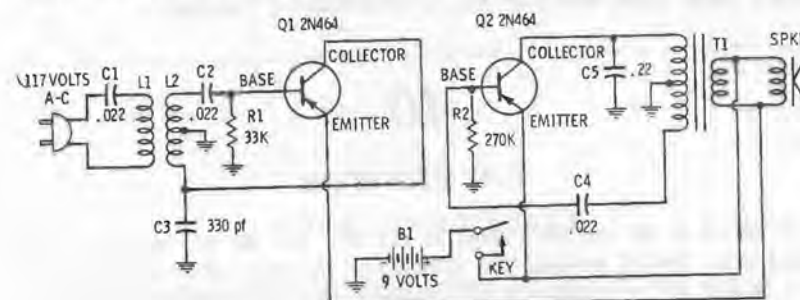 Q1 2N464
Q2 2N464
117 VOLTS
A-C
C1
.022
L1
L2
C2
.022
BASE
COLLECTOR
R1
33K
EMITTER
BASE
COLLECTOR
R2
270K
EMITTER
C5
.22
T1
C3
330 pf
C4
.022
B1
9 VOLTS
KEY